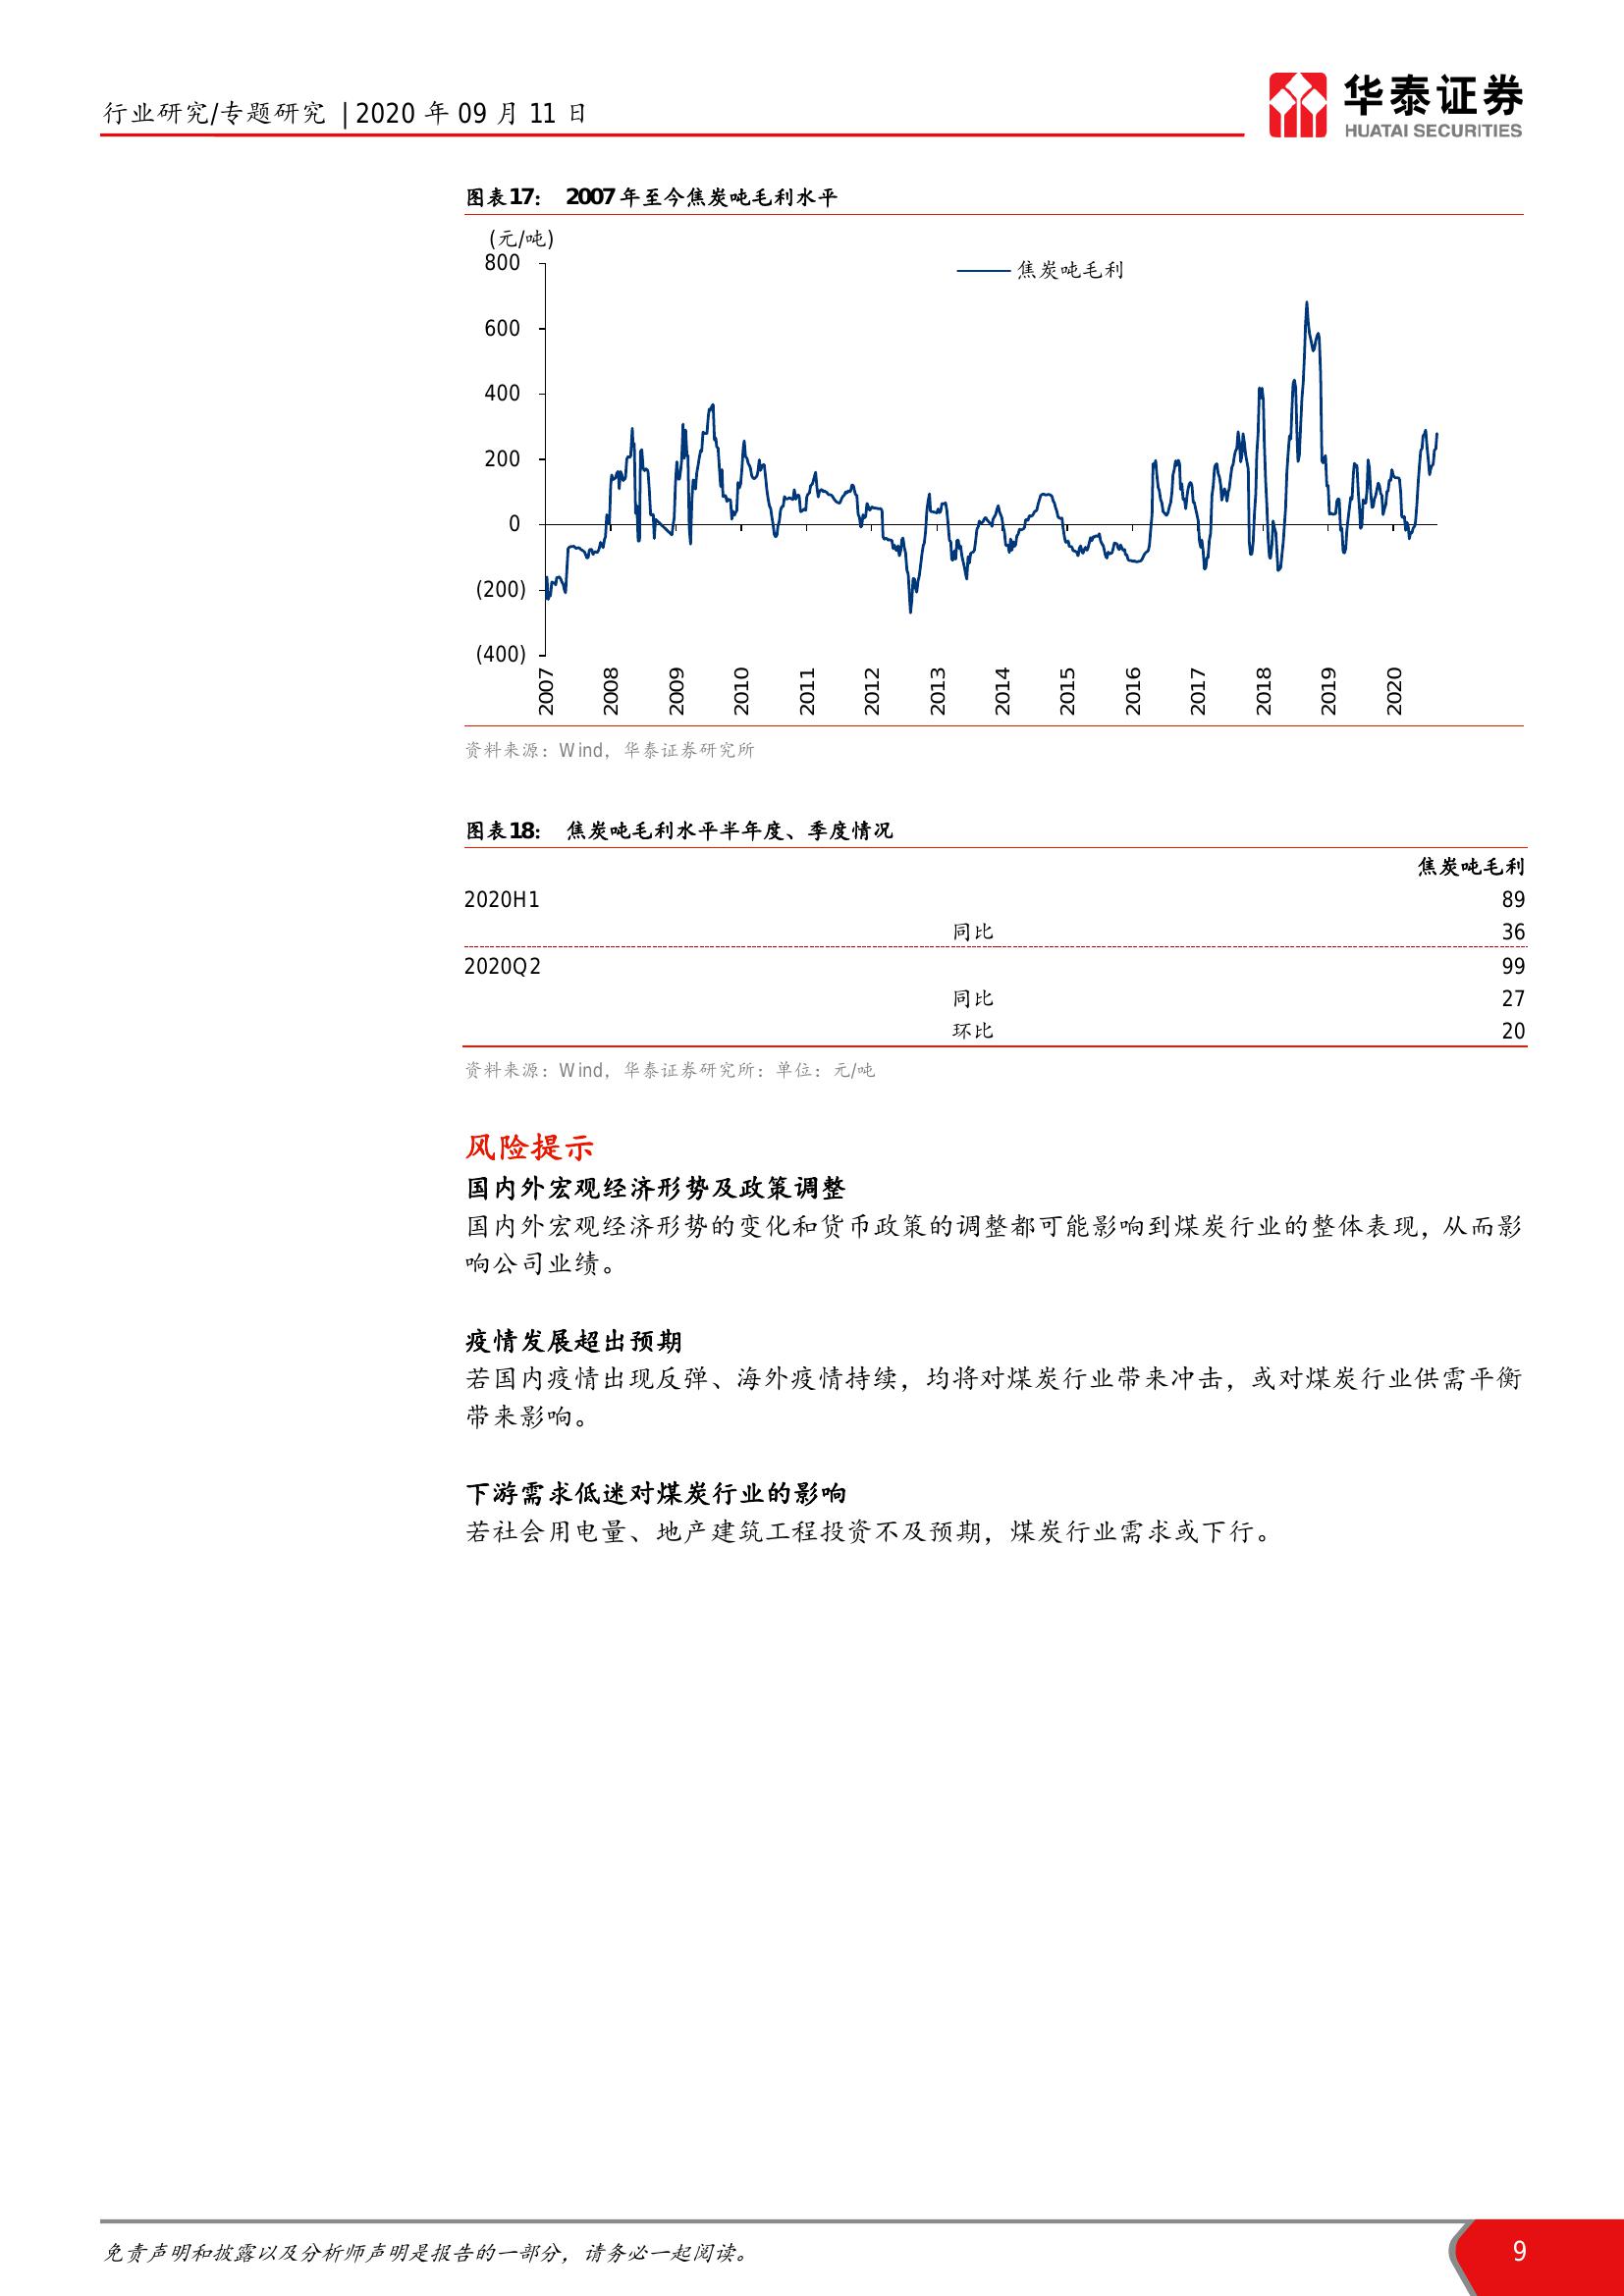 行业研究/专题研究 | 2020 年 09 月 11 日
华泰证券
HUATAI SECURITIES
图表17： 2007 年至今焦炭吨毛利水平
(元/吨)
焦炭吨毛利
800
600
400
200
0
(200)
(400)
2007 2008 2009 2010 2011 2012 2013 2014 2015 2016 2017 2018 2019 2020
资料来源：Wind，华泰证券研究所
图表18： 焦炭吨毛利水平半年度、季度情况
焦炭吨毛利
2020H1 89
同比 36
2020Q2 99
同比 27
环比 20
资料来源：Wind，华泰证券研究所；单位：元/吨
风险提示
国内外宏观经济形势及政策调整
国内外宏观经济形势的变化和货币政策的调整都可能影响到煤炭行业的整体表现，从而影
响公司业绩。
疫情发展超出预期
若国内疫情出现反弹、海外疫情持续，均将对煤炭行业带来冲击，或对煤炭行业供需平衡
带来影响。
下游需求低迷对煤炭行业的影响
若社会用电量、地产建筑工程投资不及预期，煤炭行业需求或下行。
免责声明和披露以及分析师声明是报告的一部分，请务必一起阅读。
9